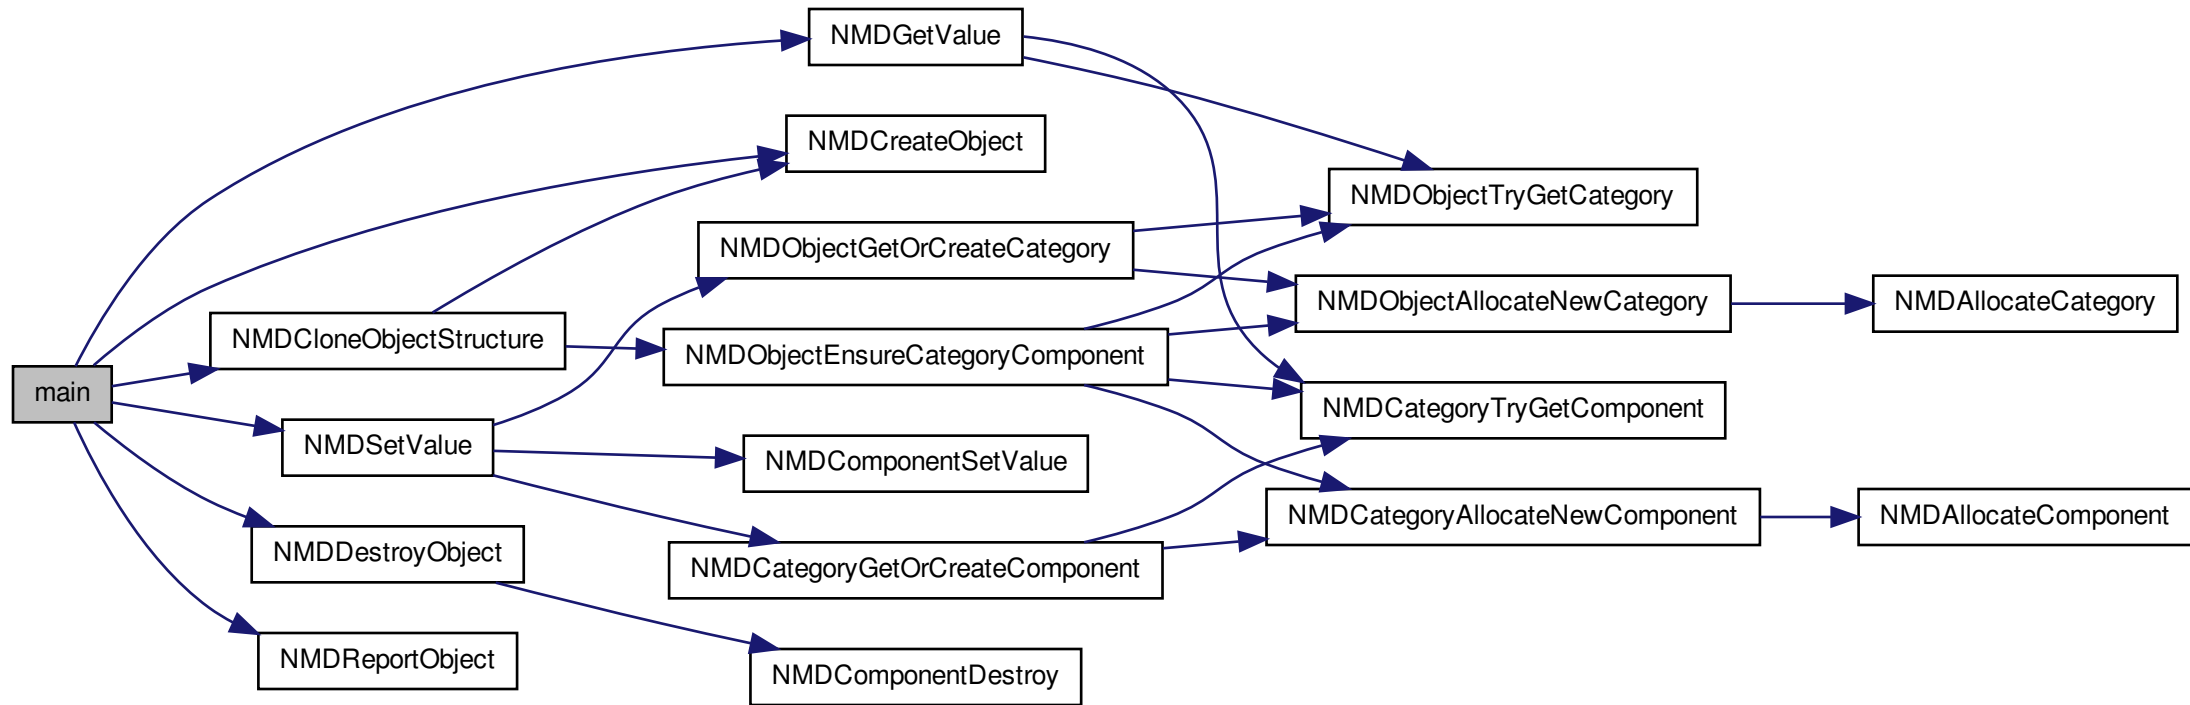 NMDGetValue
NMDCreateObject
NMDObjectTryGetCategory
NMDObjectGetOrCreateCategory
NMDObjectAllocateNewCategory
NMDAllocateCategory
NMDCloneObjectStructure
NMDObjectEnsureCategoryComponent
main
NMDCategoryTryGetComponent
NMDSetValue
NMDComponentSetValue
NMDCategoryAllocateNewComponent
NMDAllocateComponent
NMDDestroyObject
NMDCategoryGetOrCreateComponent
NMDReportObject
NMDComponentDestroy